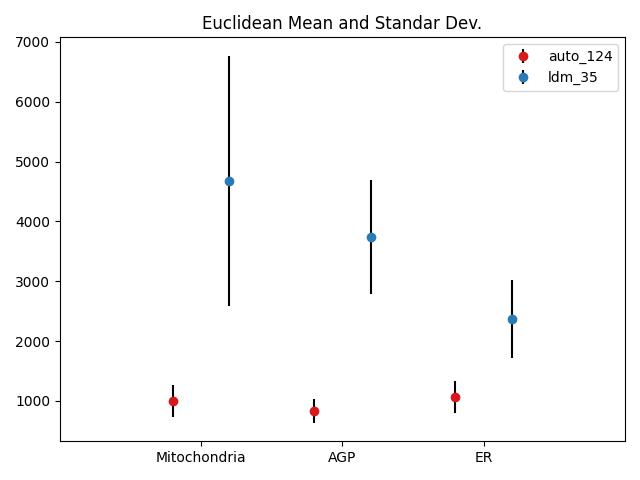 Euclidean Mean and Standar Dev.
7000
6000
5000
4000
3000
2000
1000
auto_124
ldm_35
Mitochondria
AGP
ER